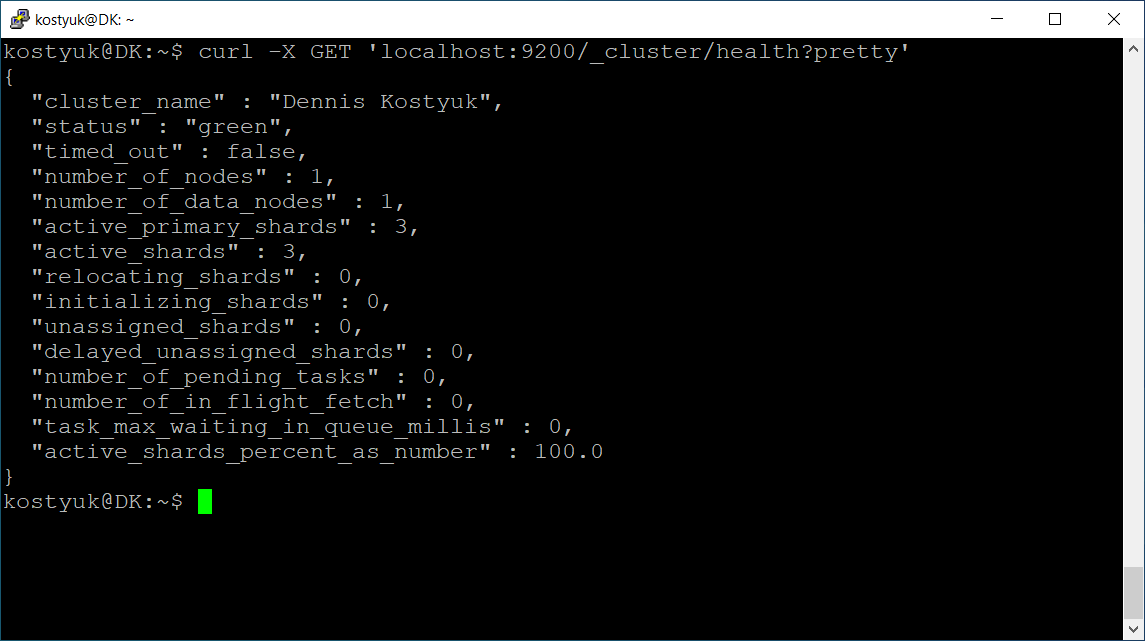 kostyuk@DK: ~
kostyuk@DK:~$ curl -X GET 'localhost:9200/_cluster/health?pretty'
{
  "cluster_name" : "Dennis Kostyuk",
  "status" : "green",
  "timed_out" : false,
  "number_of_nodes" : 1,
  "number_of_data_nodes" : 1,
  "active_primary_shards" : 3,
  "active_shards" : 3,
  "relocating_shards" : 0,
  "initializing_shards" : 0,
  "unassigned_shards" : 0,
  "delayed_unassigned_shards" : 0,
  "number_of_pending_tasks" : 0,
  "number_of_in_flight_fetch" : 0,
  "task_max_waiting_in_queue_millis" : 0,
  "active_shards_percent_as_number" : 100.0
}
kostyuk@DK:~$